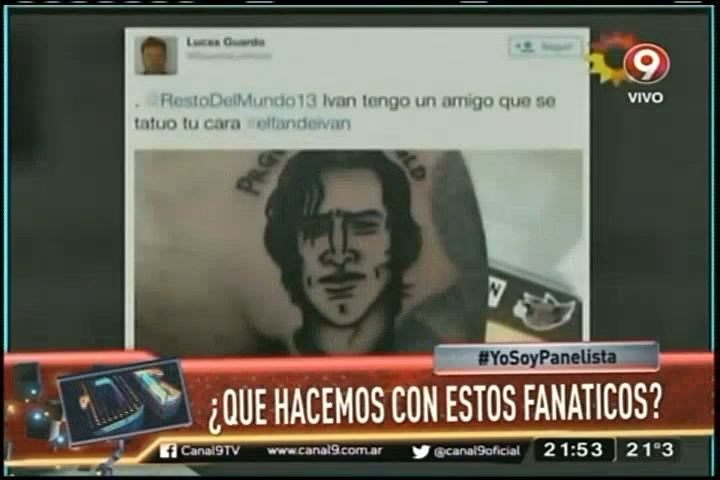 Lucas Guardo
Seguir
. @RestoDelMundo13 Ivan tengo un amigo que se
tatuo tu cara #elfandeivan
9
VIVO
#YoSoyPanelista
¿QUE HACEMOS CON ESTOS FANATICOS?
Canal9TV
www.canal9.com.ar
@canal9oficial
21:53
21°3